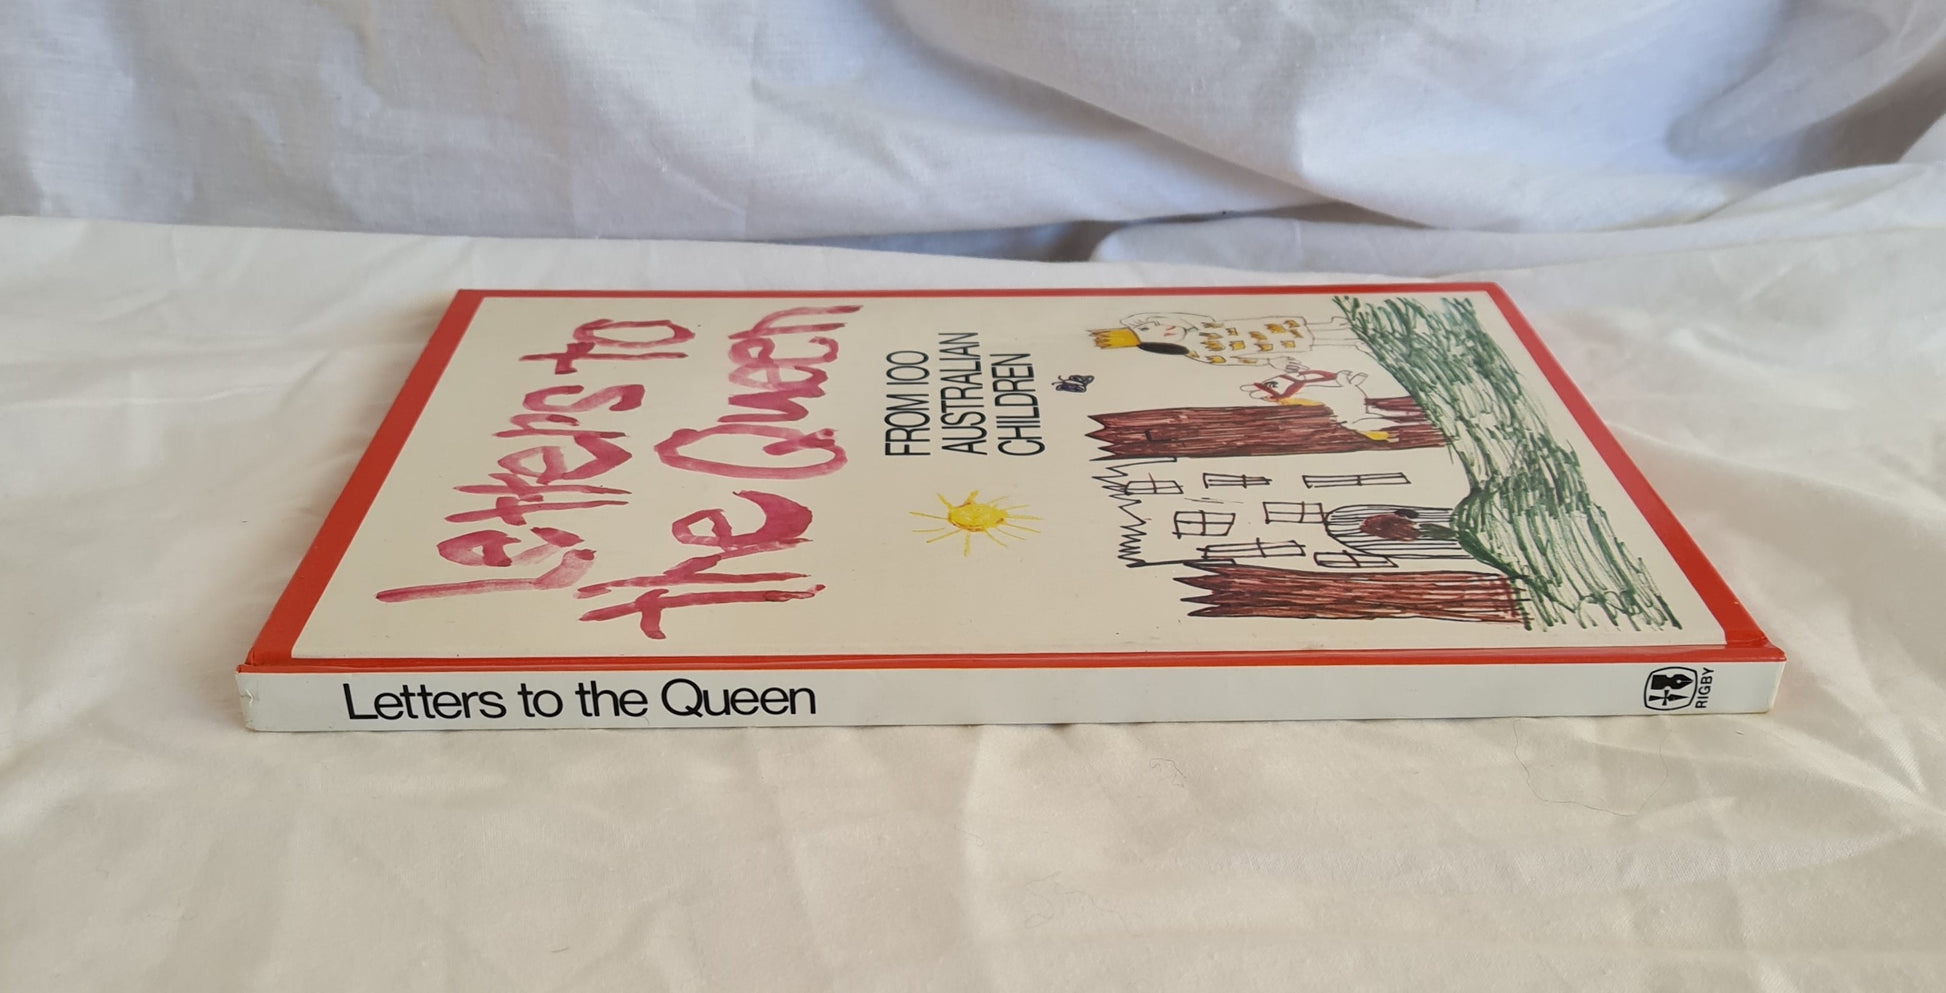 Letters to
the Queen
FROM 100
AUSTRALIAN
CHILDREN
Letters to the Queen
RIGBY